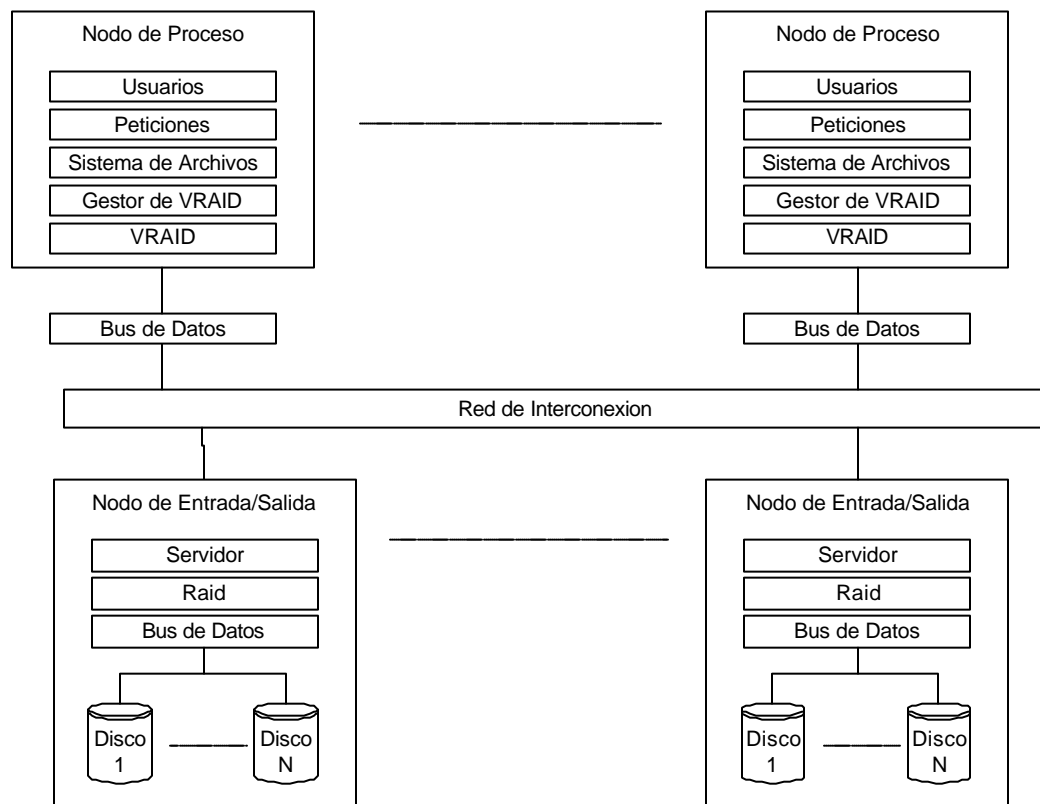 Nodo de Proceso
Usuarios
Peticiones
Sistema de Archivos
Gestor de VRAID
VRAID
Bus de Datos
Nodo de Proceso
Usuarios
Peticiones
Sistema de Archivos
Gestor de VRAID
VRAID
Bus de Datos
Red de Interconexion
Nodo de Entrada/Salida
Servidor
Raid
Bus de Datos
Disco
1
Disco
N
Nodo de Entrada/Salida
Servidor
Raid
Bus de Datos
Disco
1
Disco
N